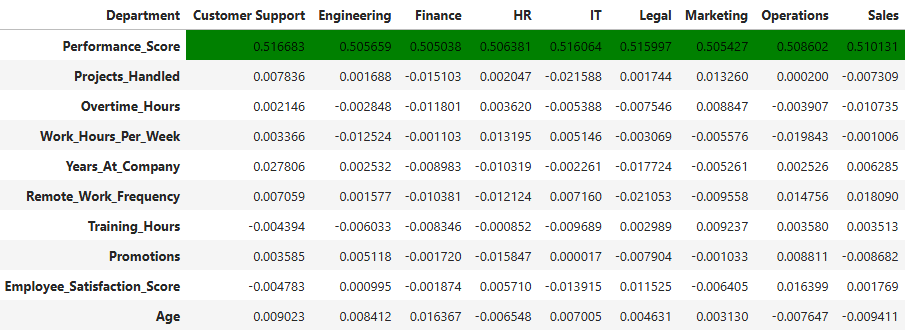 Department Customer Support Engineering Finance HR IT Legal Marketing Operations Sales
Performance_Score 0.516683 0.505659 0.505038 0.506381 0.516064 0.515997 0.505427 0.508602 0.510131
Projects_Handled 0.007836 0.001688 -0.015103 0.002047 -0.021588 0.001744 0.013260 0.000200 -0.007309
Overtime_Hours 0.002146 -0.002848 -0.011801 0.003620 -0.005388 -0.007546 0.008847 -0.003907 -0.010735
Work_Hours_Per_Week 0.003366 -0.012524 -0.001103 0.013195 0.005146 -0.003069 -0.005576 -0.019843 -0.001006
Years_At_Company 0.027806 0.002532 -0.008983 -0.010319 -0.002261 -0.017724 -0.005261 0.002526 0.006285
Remote_Work_Frequency 0.007059 0.001577 -0.010381 -0.012124 0.007160 -0.021053 -0.009558 0.014756 0.018090
Training_Hours -0.004394 -0.006033 -0.008346 -0.000852 -0.009689 0.002989 0.009237 0.003580 0.003513
Promotions 0.003585 0.005118 -0.001720 -0.015847 0.000017 -0.007904 -0.001033 0.008811 -0.008682
Employee_Satisfaction_Score -0.004783 0.000995 -0.001874 0.005710 -0.013915 0.011525 -0.006405 0.016399 0.001769
Age 0.009023 0.008412 0.016367 -0.006548 0.007005 0.004631 0.003130 -0.007647 -0.009411